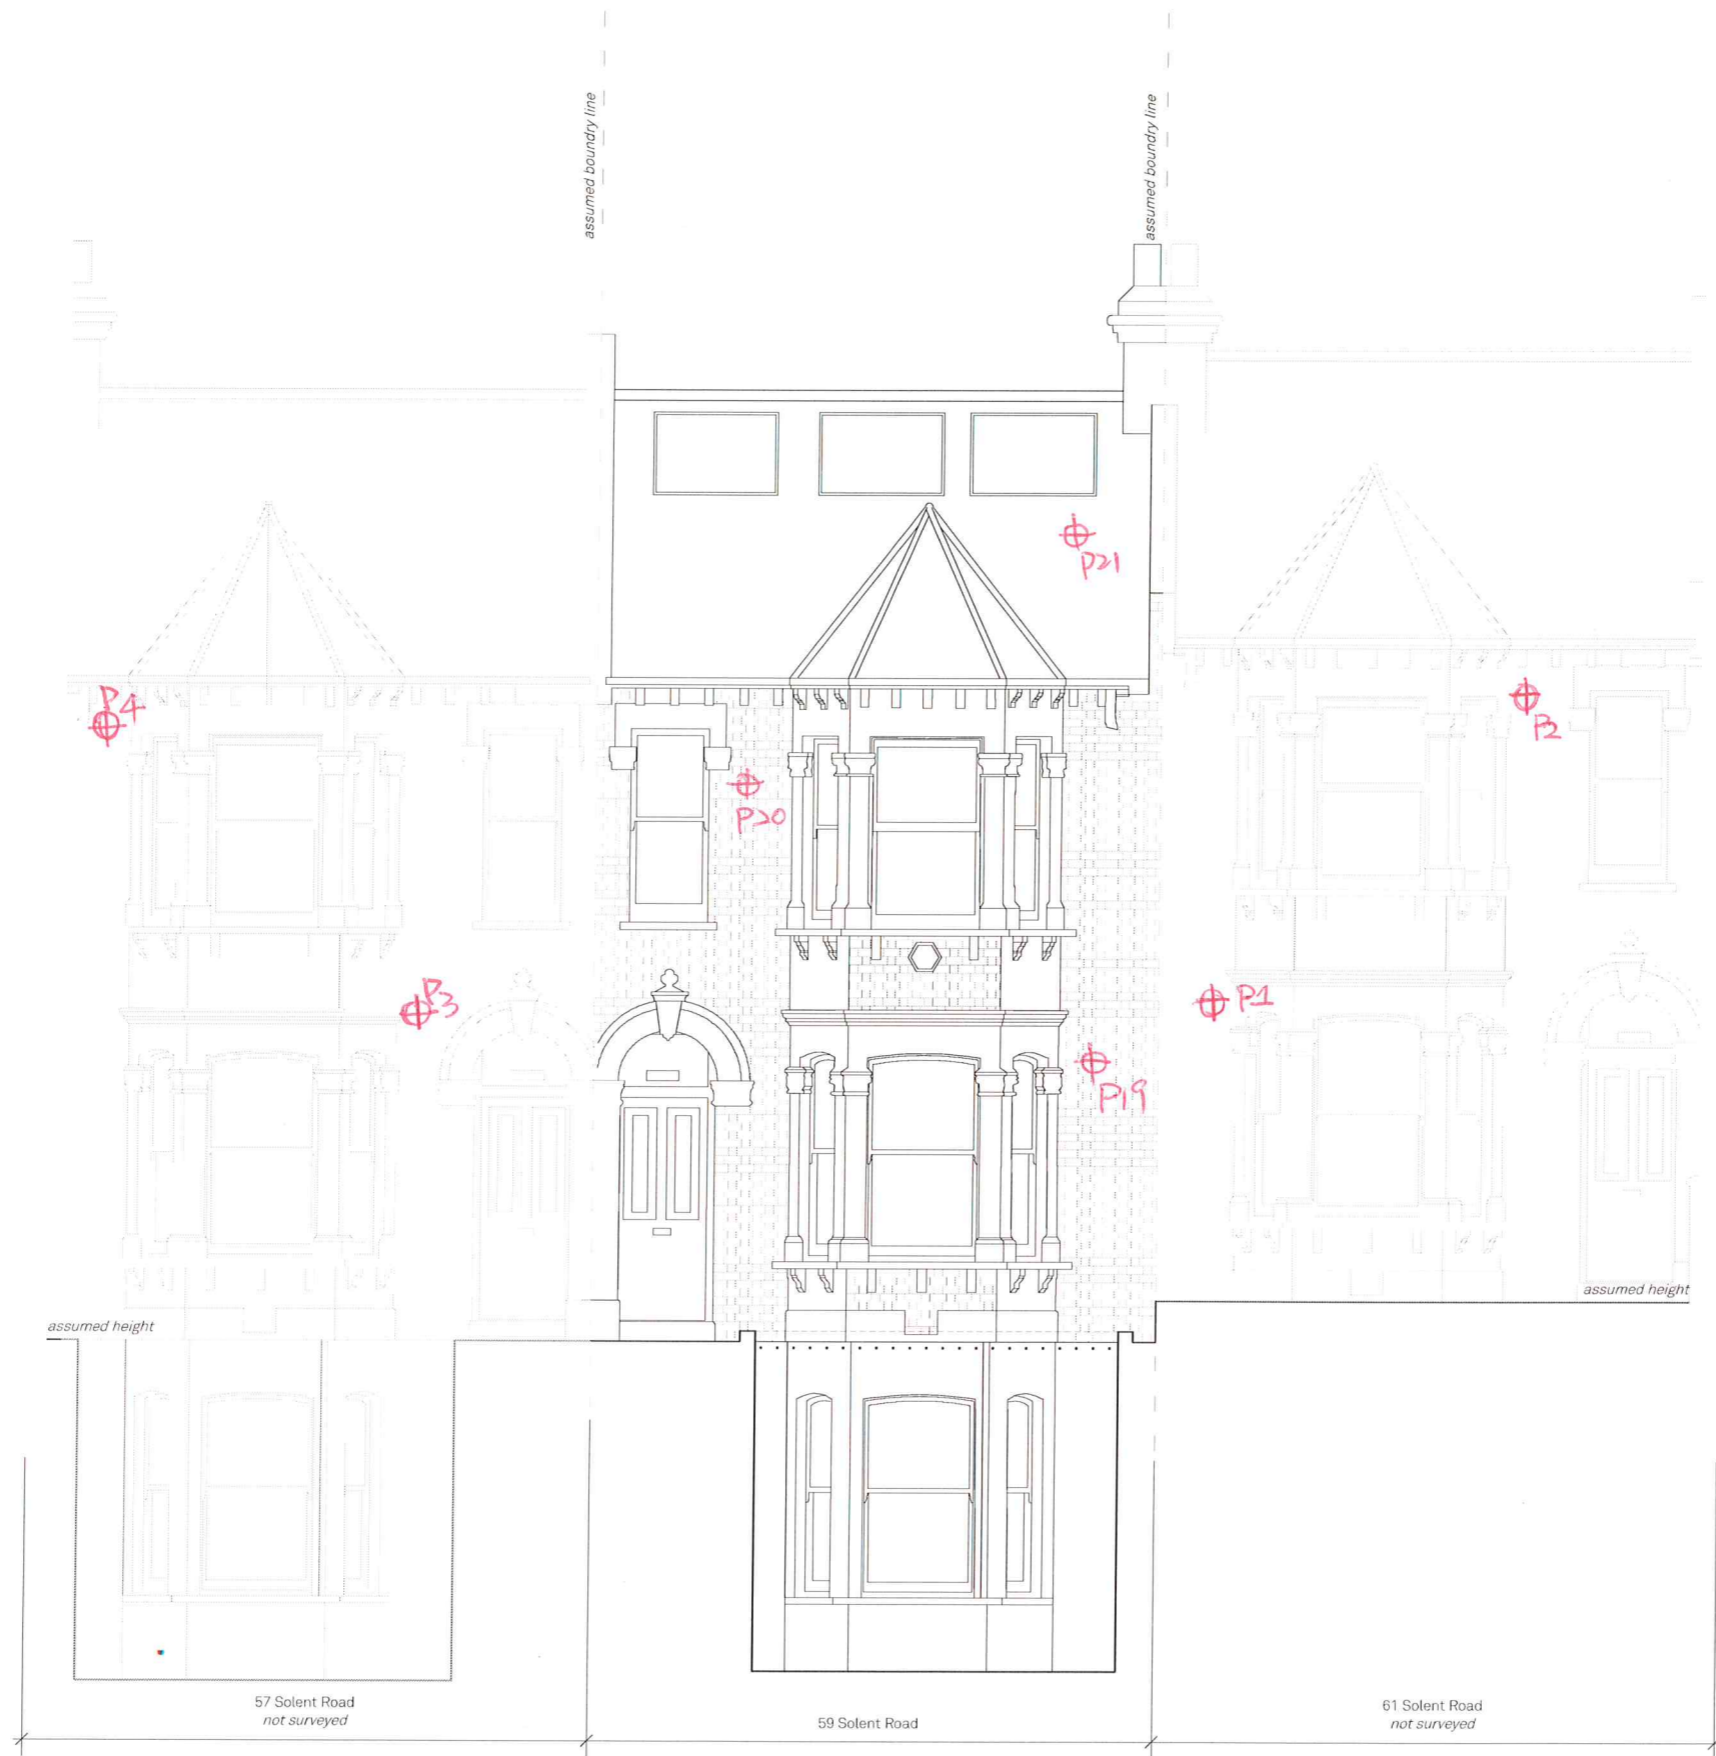 assumed boundry line
assumed boundry line
P21
P4
P2
P20
P3
P1
P19
assumed height
assumed height
57 Solent Road
not surveyed
59 Solent Road
61 Solent Road
not surveyed